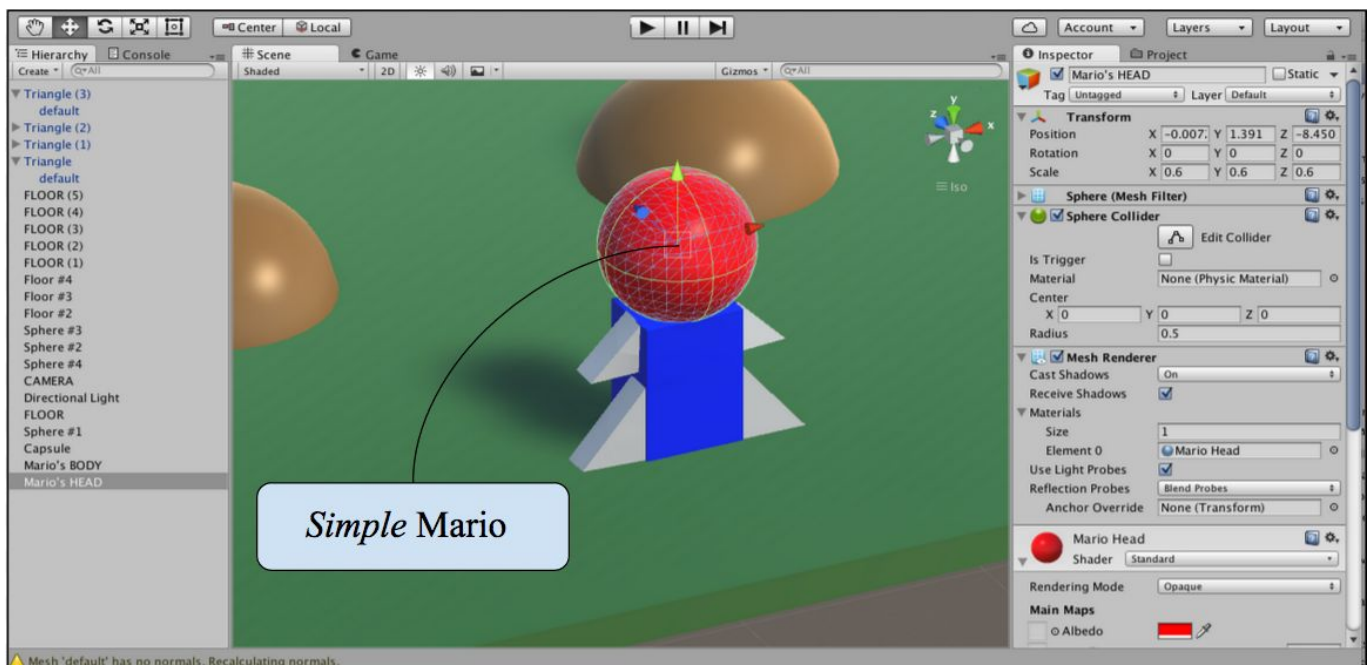 Center Local Account Layers Layout
Hierarchy Console Scene Game Inspector Project
Create All Shaded 2D Gizmos All
Triangle (3)
default
Triangle (2)
Triangle (1)
Triangle
default
FLOOR (5)
FLOOR (4)
FLOOR (3)
FLOOR (2)
FLOOR (1)
Floor #4
Floor #3
Floor #2
Sphere #3
Sphere #2
Sphere #4
CAMERA
Directional Light
FLOOR
Sphere #1
Capsule
Mario's BODY
Mario's HEAD
y
z x
Iso
Simple Mario
Mario's HEAD Static
Tag Untagged Layer Default
Transform
Position X -0.007. Y 1.391 Z -8.450
Rotation X 0 Y 0 Z 0
Scale X 0.6 Y 0.6 Z 0.6
Sphere (Mesh Filter)
Sphere Collider
Edit Collider
Is Trigger
Material None (Physic Material)
Center
X 0 Y 0 Z 0
Radius 0.5
Mesh Renderer
Cast Shadows On
Receive Shadows
Materials
Size 1
Element 0 Mario Head
Use Light Probes
Reflection Probes Blend Probes
Anchor Override None (Transform)
Mario Head
Shader Standard
Rendering Mode Opaque
Main Maps
Albedo
Mesh 'default' has no normals. Recalculating normals.